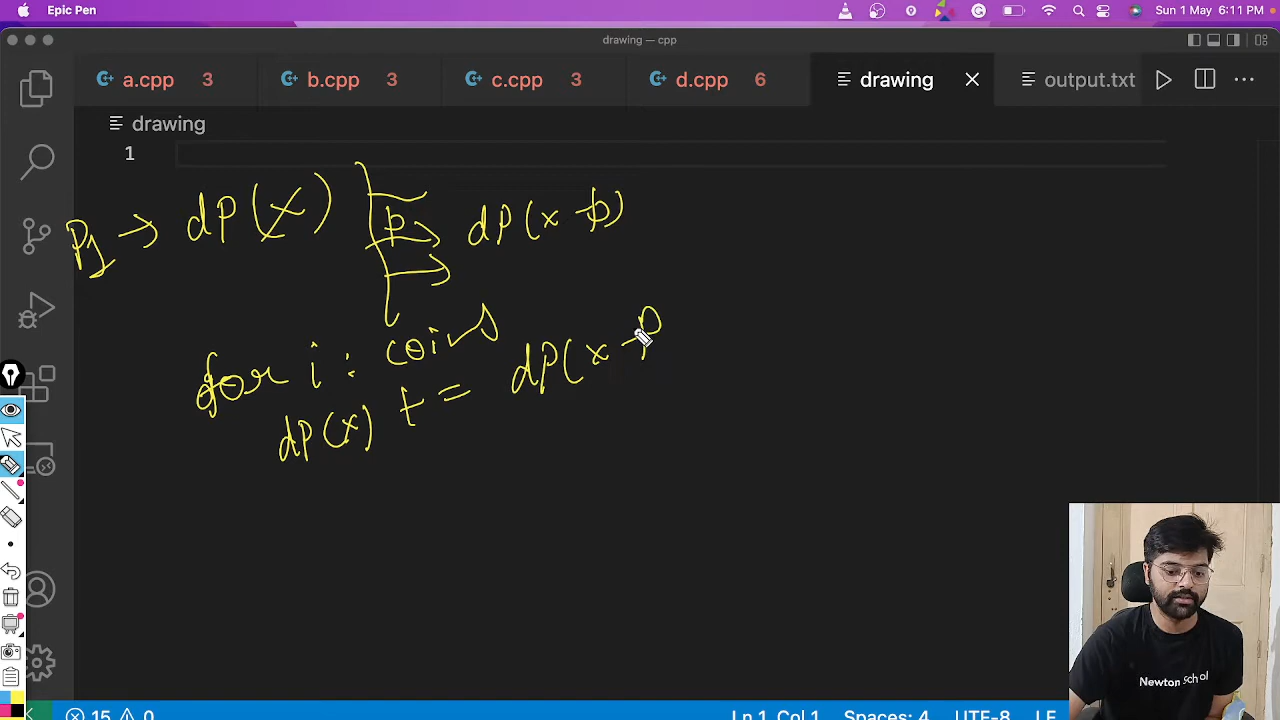 Epic Pen
Sun 1 May 6:11 PM
drawing — cpp
a.cpp 3
b.cpp 3
c.cpp 3
d.cpp 6
drawing
output.txt
drawing
1
P1 → dP(x) P dP(x-p)
for i : coins
dP(x) += dP(x-P
Newton School
15 0
Ln 1, Col 1 Spaces: 4 UTF-8 LF